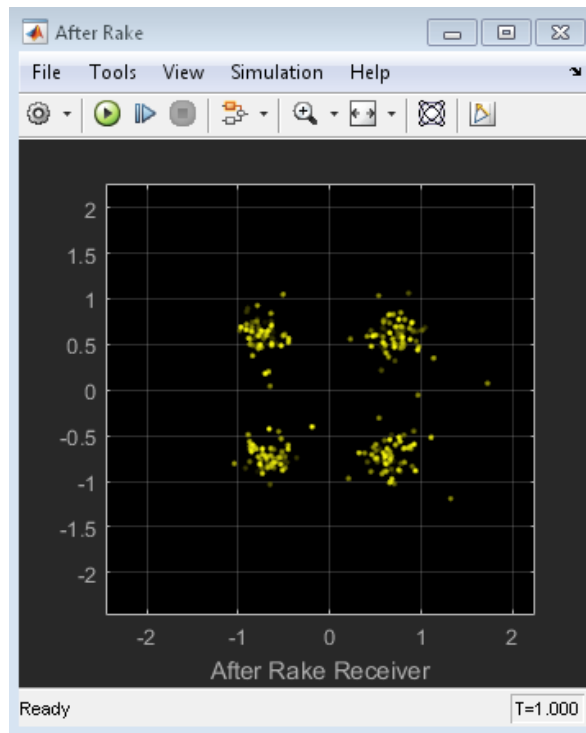 After Rake
File Tools View Simulation Help
2
1.5
1
0.5
0
-0.5
-1
-1.5
-2
-2 -1 0 1 2
After Rake Receiver
Ready T=1.000